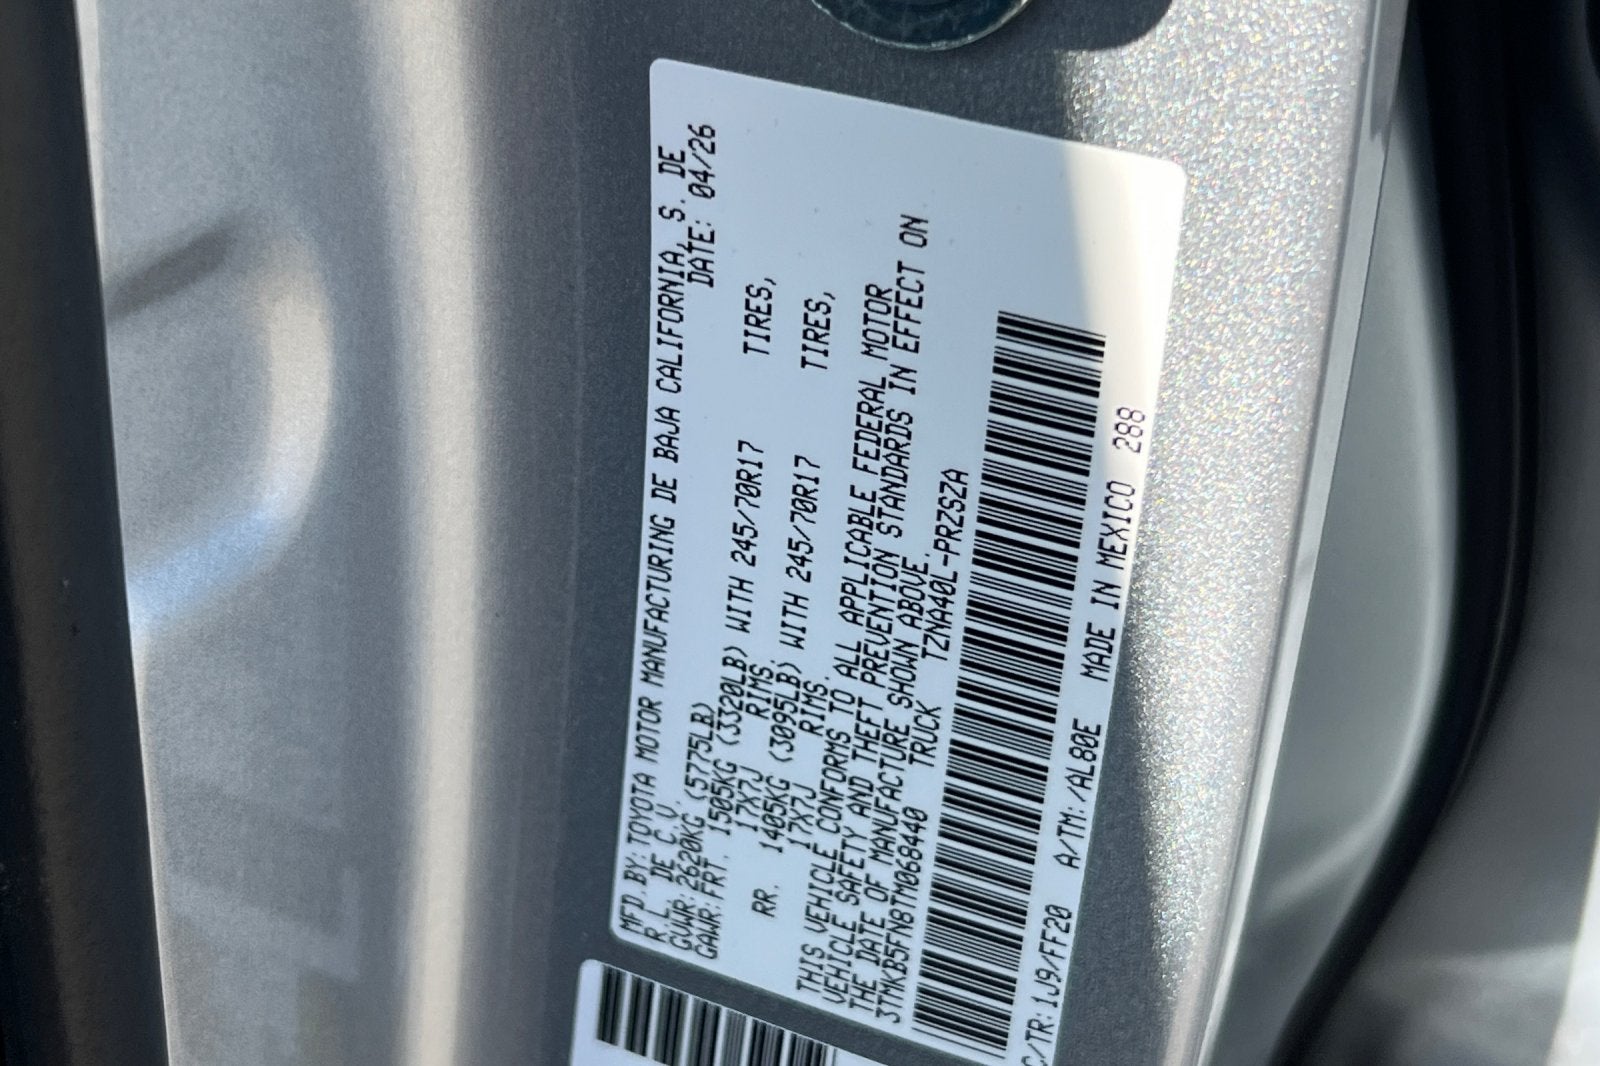 MFD.BY:TOYOTA MOTOR MANUFACTURING DE BAJA CALIFORNIA, S. DE
R.L. DE C.V. DATE: 04/26
GVWR:2620KG (5775LB)
GAWR:FRT. 1505KG (3320LB) WITH 245/70R17 TIRES,
17X7J RIMS.
RR. 1405KG (3095LB) WITH 245/70R17 TIRES,
17X7J RIMS.
THIS VEHICLE CONFORMS TO ALL APPLICABLE FEDERAL MOTOR
VEHICLE SAFETY AND THEFT PREVENTION STANDARDS IN EFFECT ON
THE DATE OF MANUFACTURE SHOWN ABOVE.
3TMKB5FN8TM068440 TRUCK TZNA40L-PRZSZA
C/TR:1J9/FF20 A/TM:/AL80E MADE IN MEXICO 288